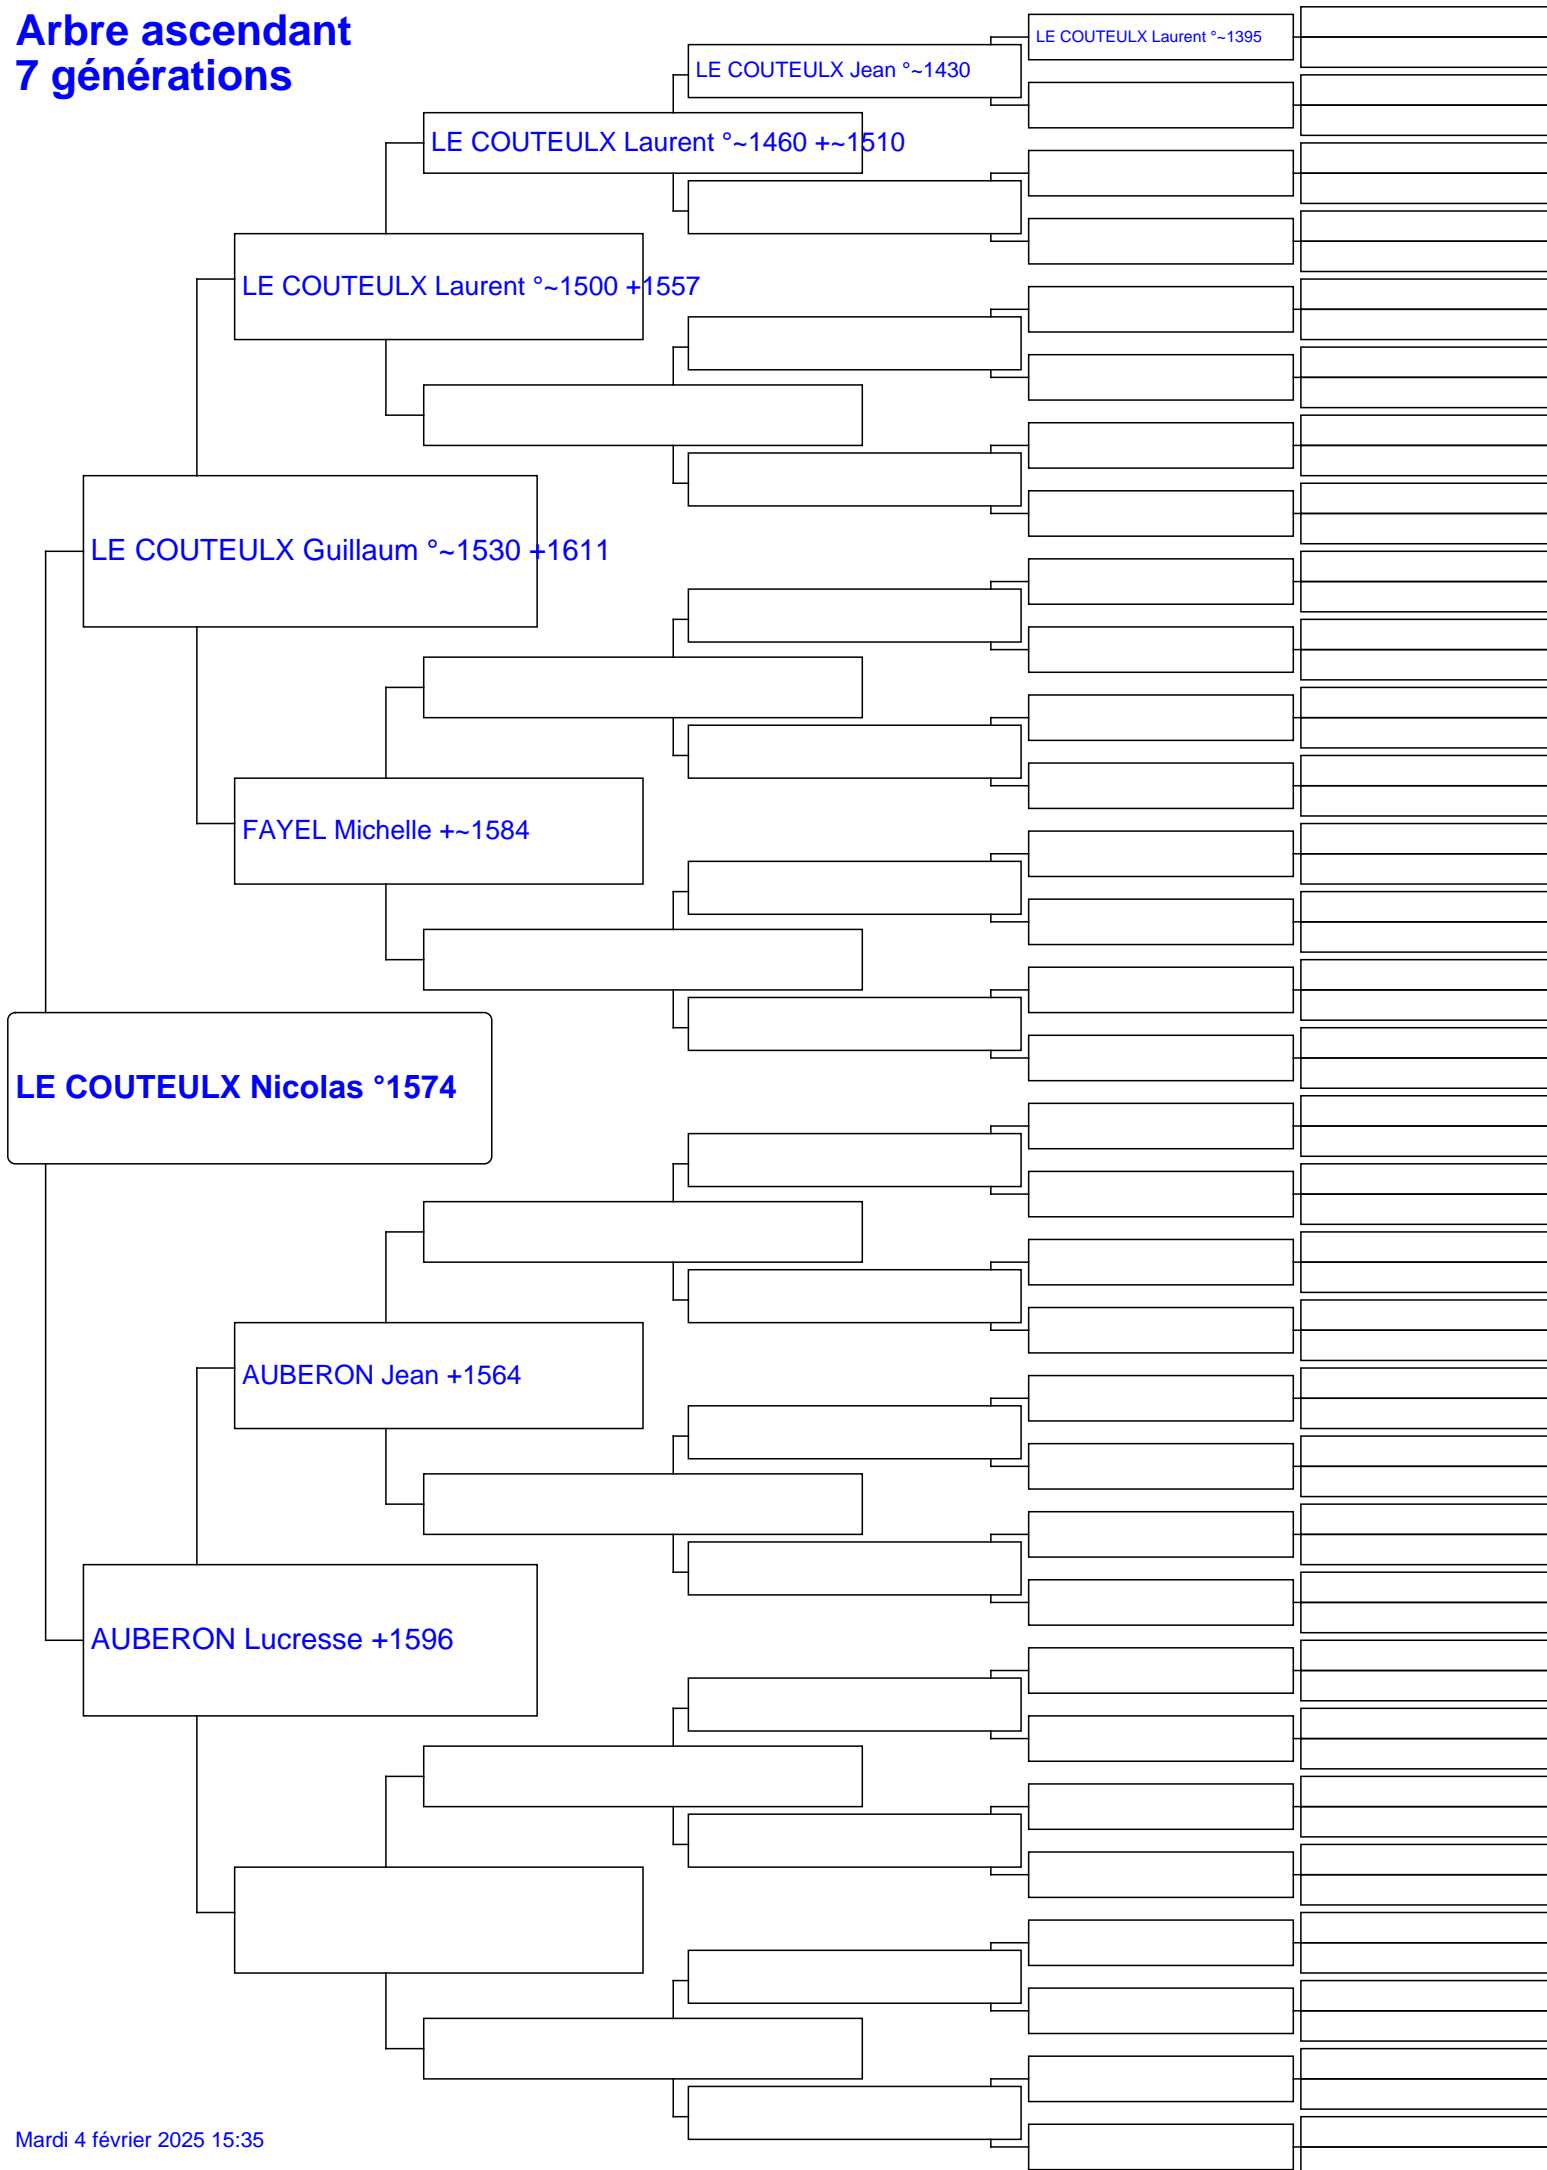 Arbre ascendant
7 générations
LE COUTEULX Laurent °~1395
LE COUTEULX Jean °~1430
LE COUTEULX Laurent °~1460 +~1510
LE COUTEULX Laurent °~1500 +1557
LE COUTEULX Guillaum °~1530 +1611
FAYEL Michelle +~1584
LE COUTEULX Nicolas °1574
AUBERON Jean +1564
AUBERON Lucresse +1596
Mardi 4 février 2025 15:35